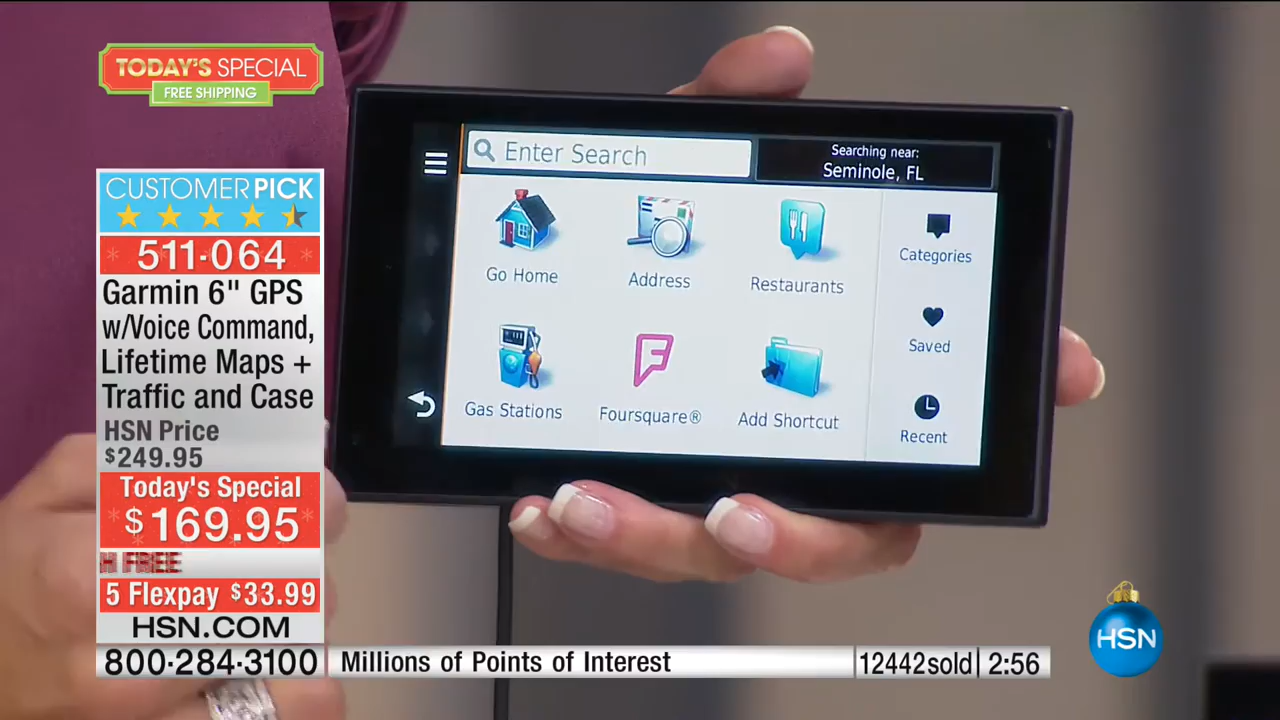 TODAY'S SPECIAL
FREE SHIPPING
CUSTOMER PICK
511-064
Garmin 6" GPS
w/Voice Command,
Lifetime Maps +
Traffic and Case
HSN Price
$249.95
Today's Special
$169.95
H FREE
5 Flexpay $33.99
HSN.COM
800·284·3100
Millions of Points of Interest
12442sold
2:56
Enter Search
Searching near:
Seminole, FL
Go Home
Address
Restaurants
Categories
Saved
Gas Stations
Foursquare®
Add Shortcut
Recent
HSN